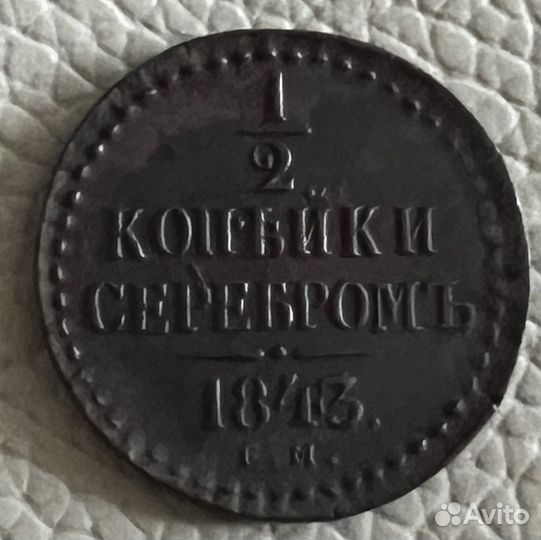 1
2
КОПѢЙКИ
СЕРЕБРОМЪ
1843.
Е. М.
Avito